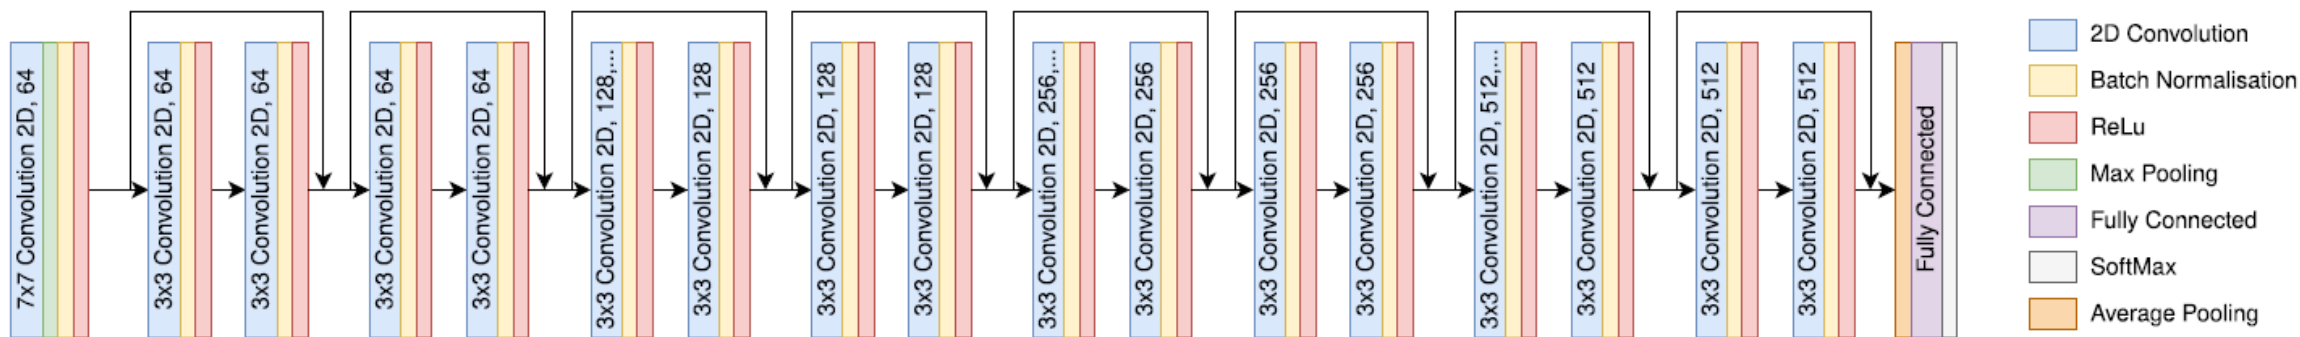 7x7 Convolution 2D, 64
3x3 Convolution 2D, 64
3x3 Convolution 2D, 64
3x3 Convolution 2D, 64
3x3 Convolution 2D, 64
3x3 Convolution 2D, 128,...
3x3 Convolution 2D, 128
3x3 Convolution 2D, 128
3x3 Convolution 2D, 128
3x3 Convolution 2D, 256,...
3x3 Convolution 2D, 256
3x3 Convolution 2D, 256
3x3 Convolution 2D, 256
3x3 Convolution 2D, 512,...
3x3 Convolution 2D, 512
3x3 Convolution 2D, 512
3x3 Convolution 2D, 512
Fully Connected
2D Convolution
Batch Normalisation
ReLu
Max Pooling
Fully Connected
SoftMax
Average Pooling